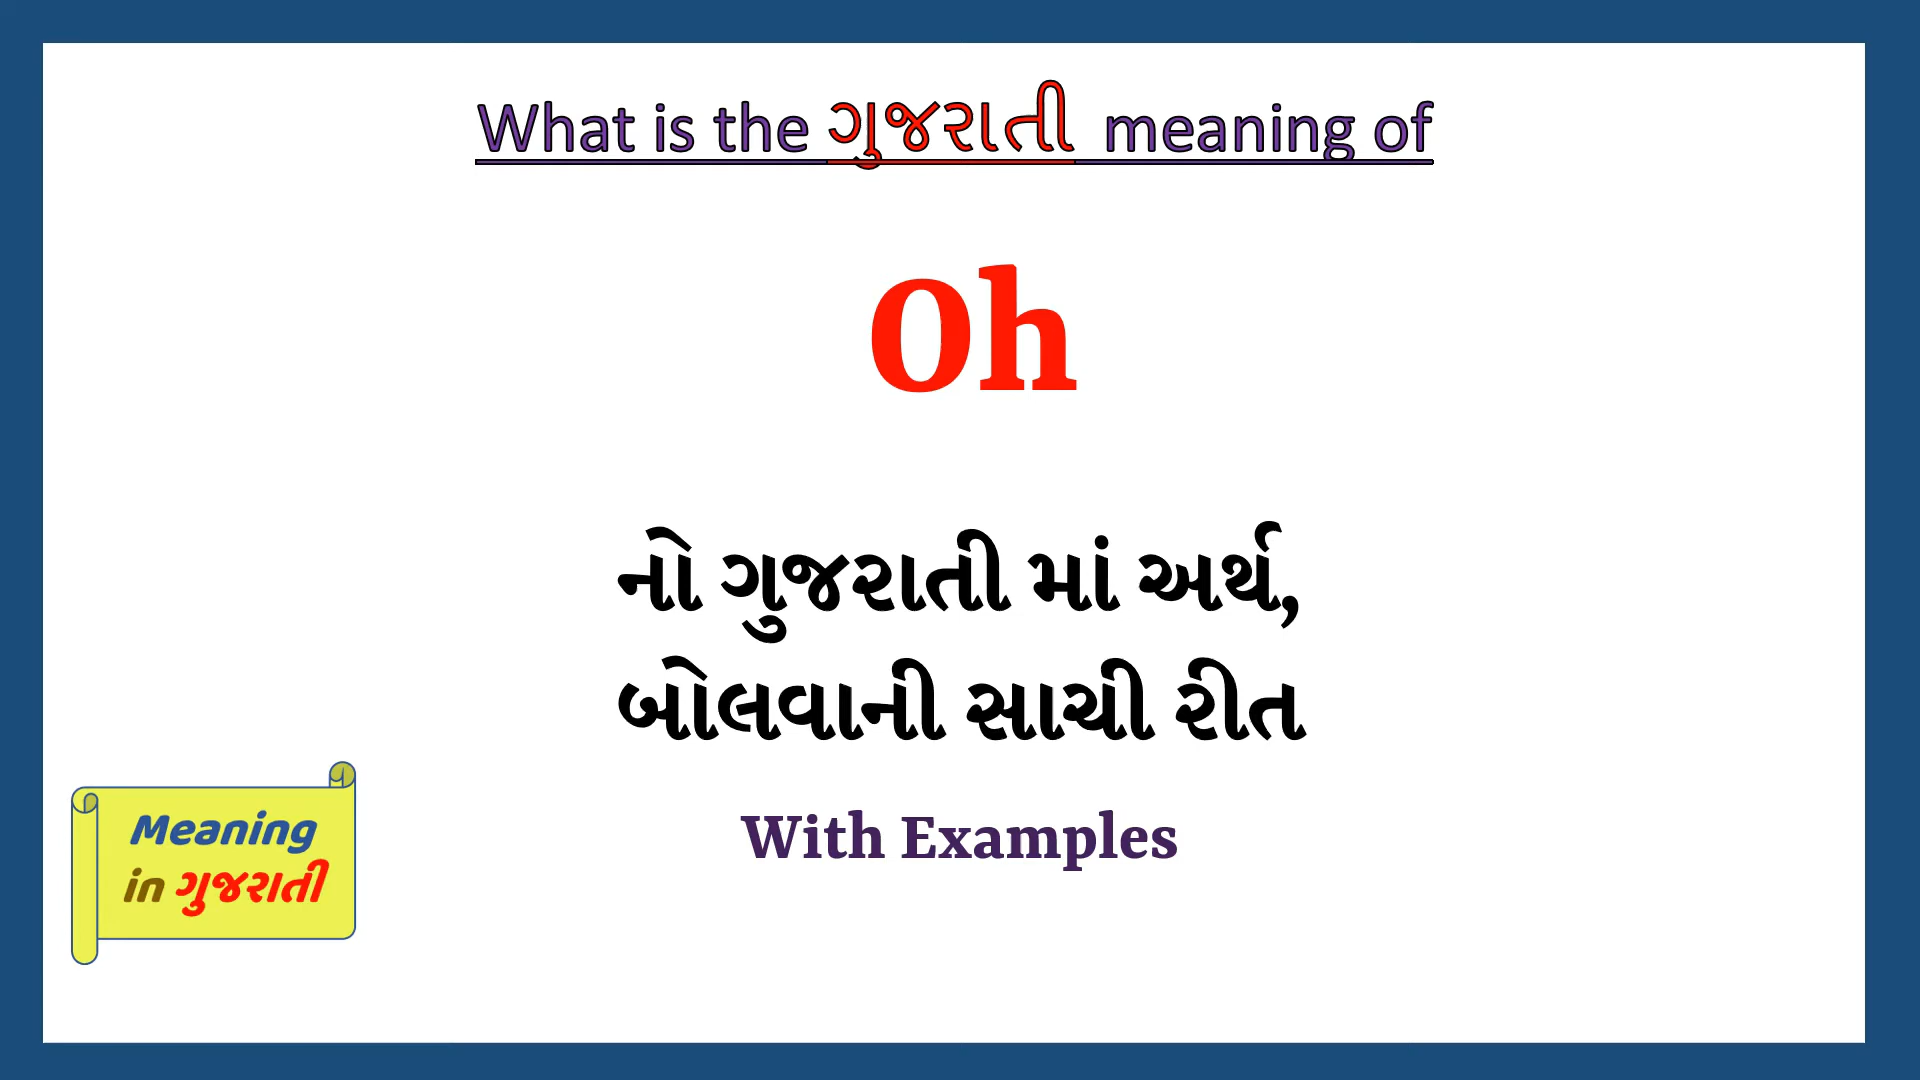 What is the ગુજરાતી meaning of
Oh
નો ગુજરાતી માં અર્થ,
બોલવાની સાચી રીત
With Examples
Meaning
in ગુજરાતી